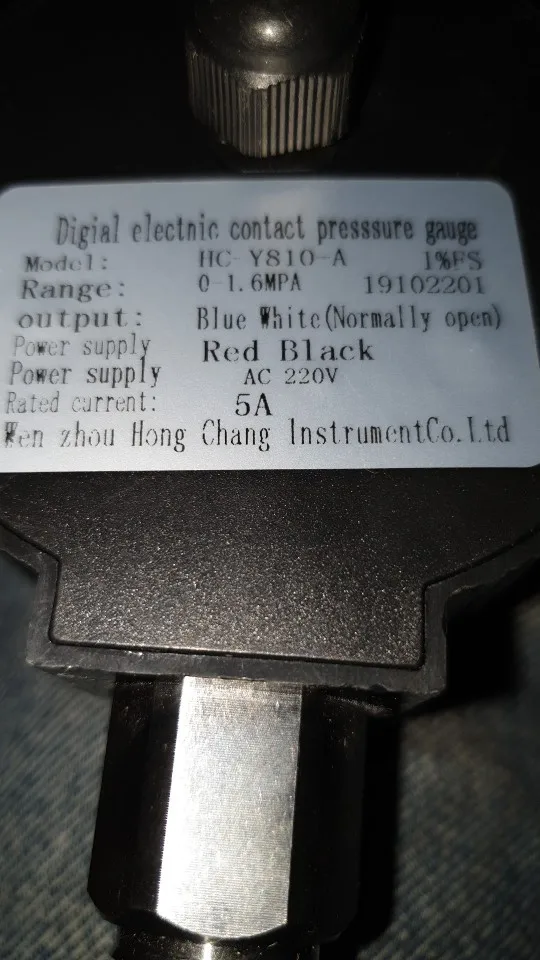 Digial electnic contact presssure gauge
Model: HC-Y810-A 1%FS
Range: 0-1.6MPA 19102201
output: Blue White(Normally open)
Power supply Red Black
Power supply AC 220V
Rated current: 5A
Wen zhou Hong Chang InstrumentCo.Ltd